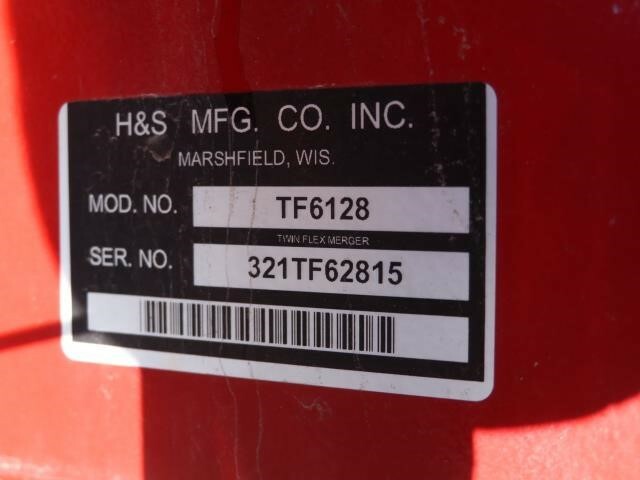 H&S MFG. CO. INC.
MARSHFIELD, WIS.
MOD. NO. TF6128
TWIN FLEX MERGER
SER. NO. 321TF62815